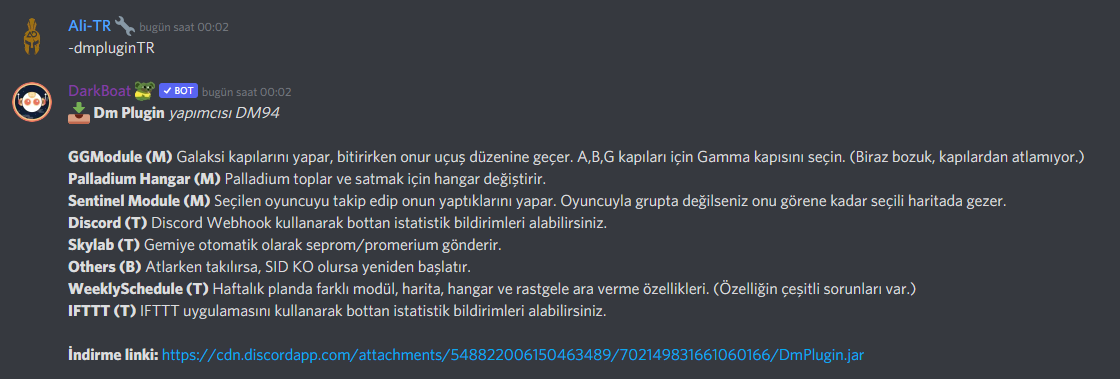 Ali-TR bugün saat 00:02
-dmpluginTR
DarkBoat BOT bugün saat 00:02
Dm Plugin yapımcısı DM94
GGModule (M) Galaksi kapılarını yapar, bitirirken onur uçuş düzenine geçer. A,B,G kapıları için Gamma kapısını seçin. (Biraz bozuk, kapılardan atlamıyor.)
Palladium Hangar (M) Palladium toplar ve satmak için hangar değiştirir.
Sentinel Module (M) Seçilen oyuncuyu takip edip onun yaptıklarını yapar. Oyuncuyla grupta değilseniz onu görene kadar seçili haritada gezer.
Discord (T) Discord Webhook kullanarak bottan istatistik bildirimleri alabilirsiniz.
Skylab (T) Gemiye otomatik olarak seprom/promerium gönderir.
Others (B) Atlarken takılırsa, SID KO olursa yeniden başlatır.
WeeklySchedule (T) Haftalık planda farklı modül, harita, hangar ve rastgele ara verme özellikleri. (Özelliğin çeşitli sorunları var.)
IFTTT (T) IFTTT uygulamasını kullanarak bottan istatistik bildirimleri alabilirsiniz.
İndirme linki: https://cdn.discordapp.com/attachments/548822006150463489/702149831661060166/DmPlugin.jar